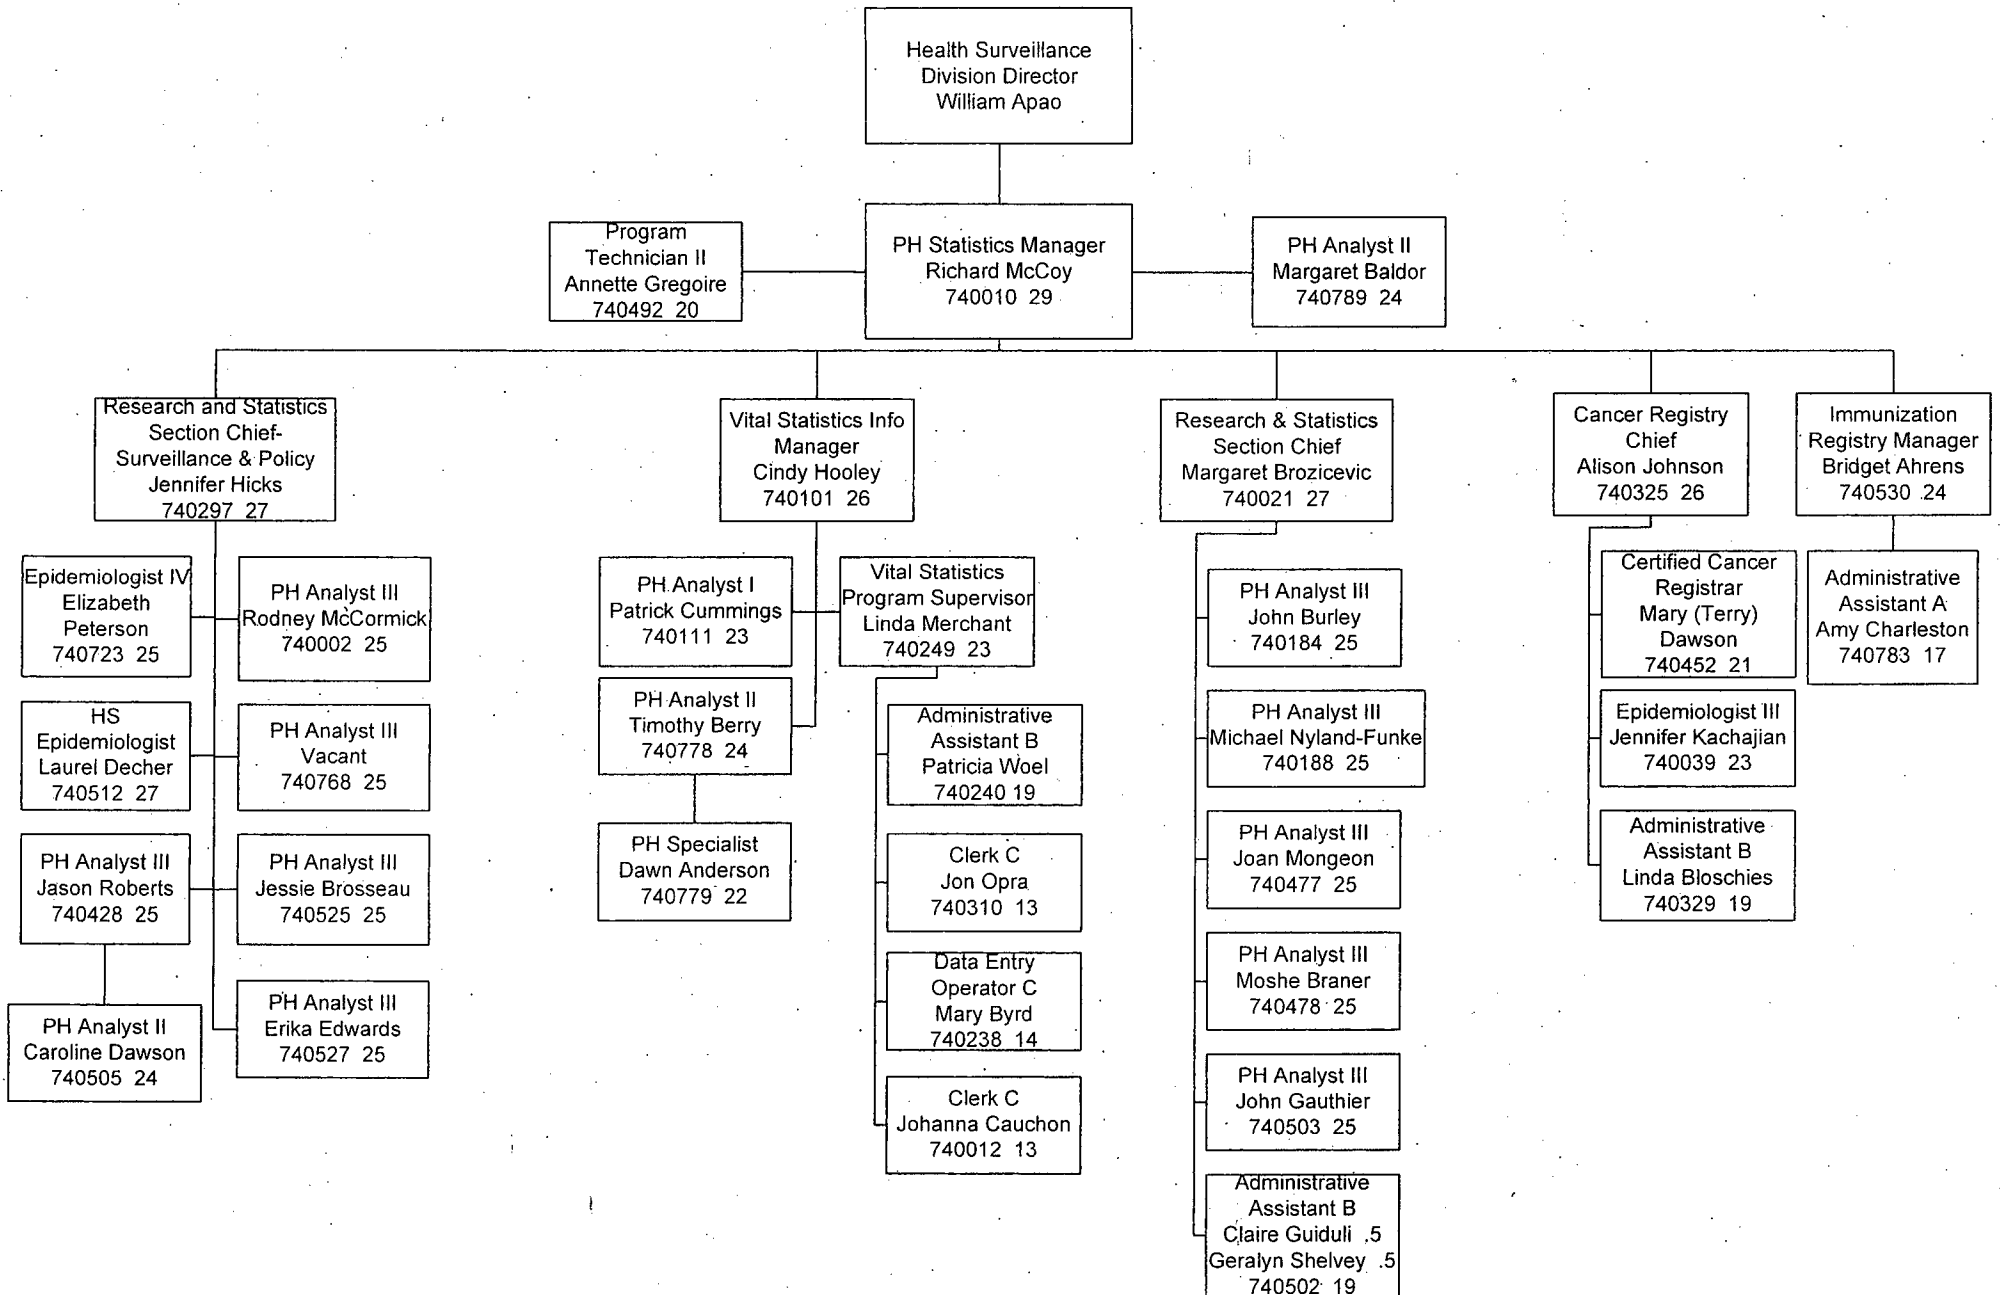 Health Surveillance
Division Director
William Apao
Program
Technician II
Annette Gregoire
740492 20
PH Statistics Manager
Richard McCoy
740010 29
PH Analyst II
Margaret Baldor
740789 24
Research and Statistics
Section Chief-
Surveillance & Policy
Jennifer Hicks
740297 27
Vital Statistics Info
Manager
Cindy Hooley
740101 26
Research & Statistics
Section Chief
Margaret Brozicevic
740021 27
Cancer Registry
Chief
Alison Johnson
740325 26
Immunization
Registry Manager
Bridget Ahrens
740530 24
Epidemiologist IV
Elizabeth
Peterson
740723 25
PH Analyst III
Rodney McCormick
740002 25
HS
Epidemiologist
Laurel Decher
740512 27
PH Analyst III
Vacant
740768 25
PH Analyst III
Jason Roberts
740428 25
PH Analyst III
Jessie Brosseau
740525 25
PH Analyst II
Caroline Dawson
740505 24
PH Analyst III
Erika Edwards
740527 25
PH Analyst I
Patrick Cummings
740111 23
Vital Statistics
Program Supervisor
Linda Merchant
740249 23
PH Analyst II
Timothy Berry
740778 24
PH Specialist
Dawn Anderson
740779 22
Administrative
Assistant B
Patricia Woel
740240 19
Clerk C
Jon Opra
740310 13
Data Entry
Operator C
Mary Byrd
740238 14
Clerk C
Johanna Cauchon
740012 13
PH Analyst III
John Burley
740184 25
PH Analyst III
Michael Nyland-Funke
740188 25
PH Analyst III
Joan Mongeon
740477 25
PH Analyst III
Moshe Braner
740478 25
PH Analyst III
John Gauthier
740503 25
Administrative
Assistant B
Claire Guiduli .5
Geralyn Shelvey .5
740502 19
Certified Cancer
Registrar
Mary (Terry)
Dawson
740452 21
Epidemiologist III
Jennifer Kachajian
740039 23
Administrative
Assistant B
Linda Bloschies
740329 19
Administrative
Assistant A
Amy Charleston
740783 17